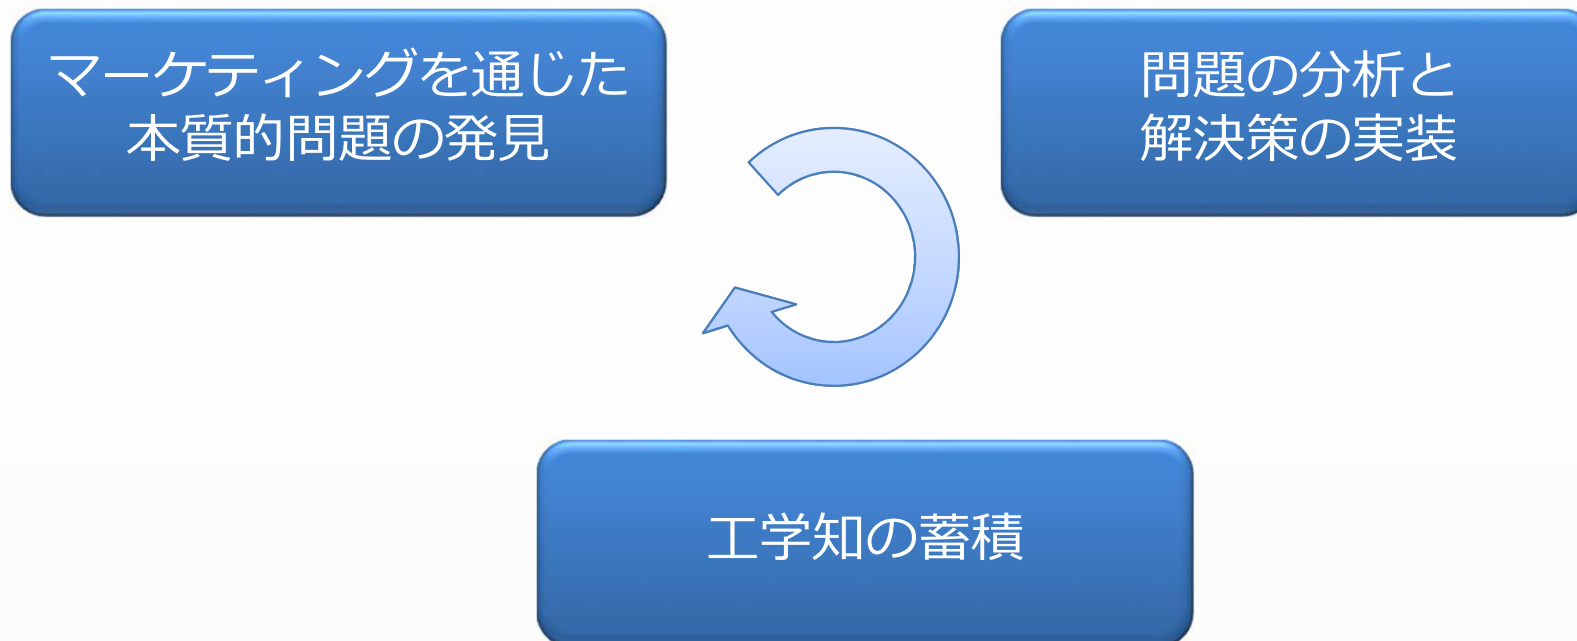 マーケティングを通じた
本質的問題の発見
問題の分析と
解決策の実装
工学知の蓄積